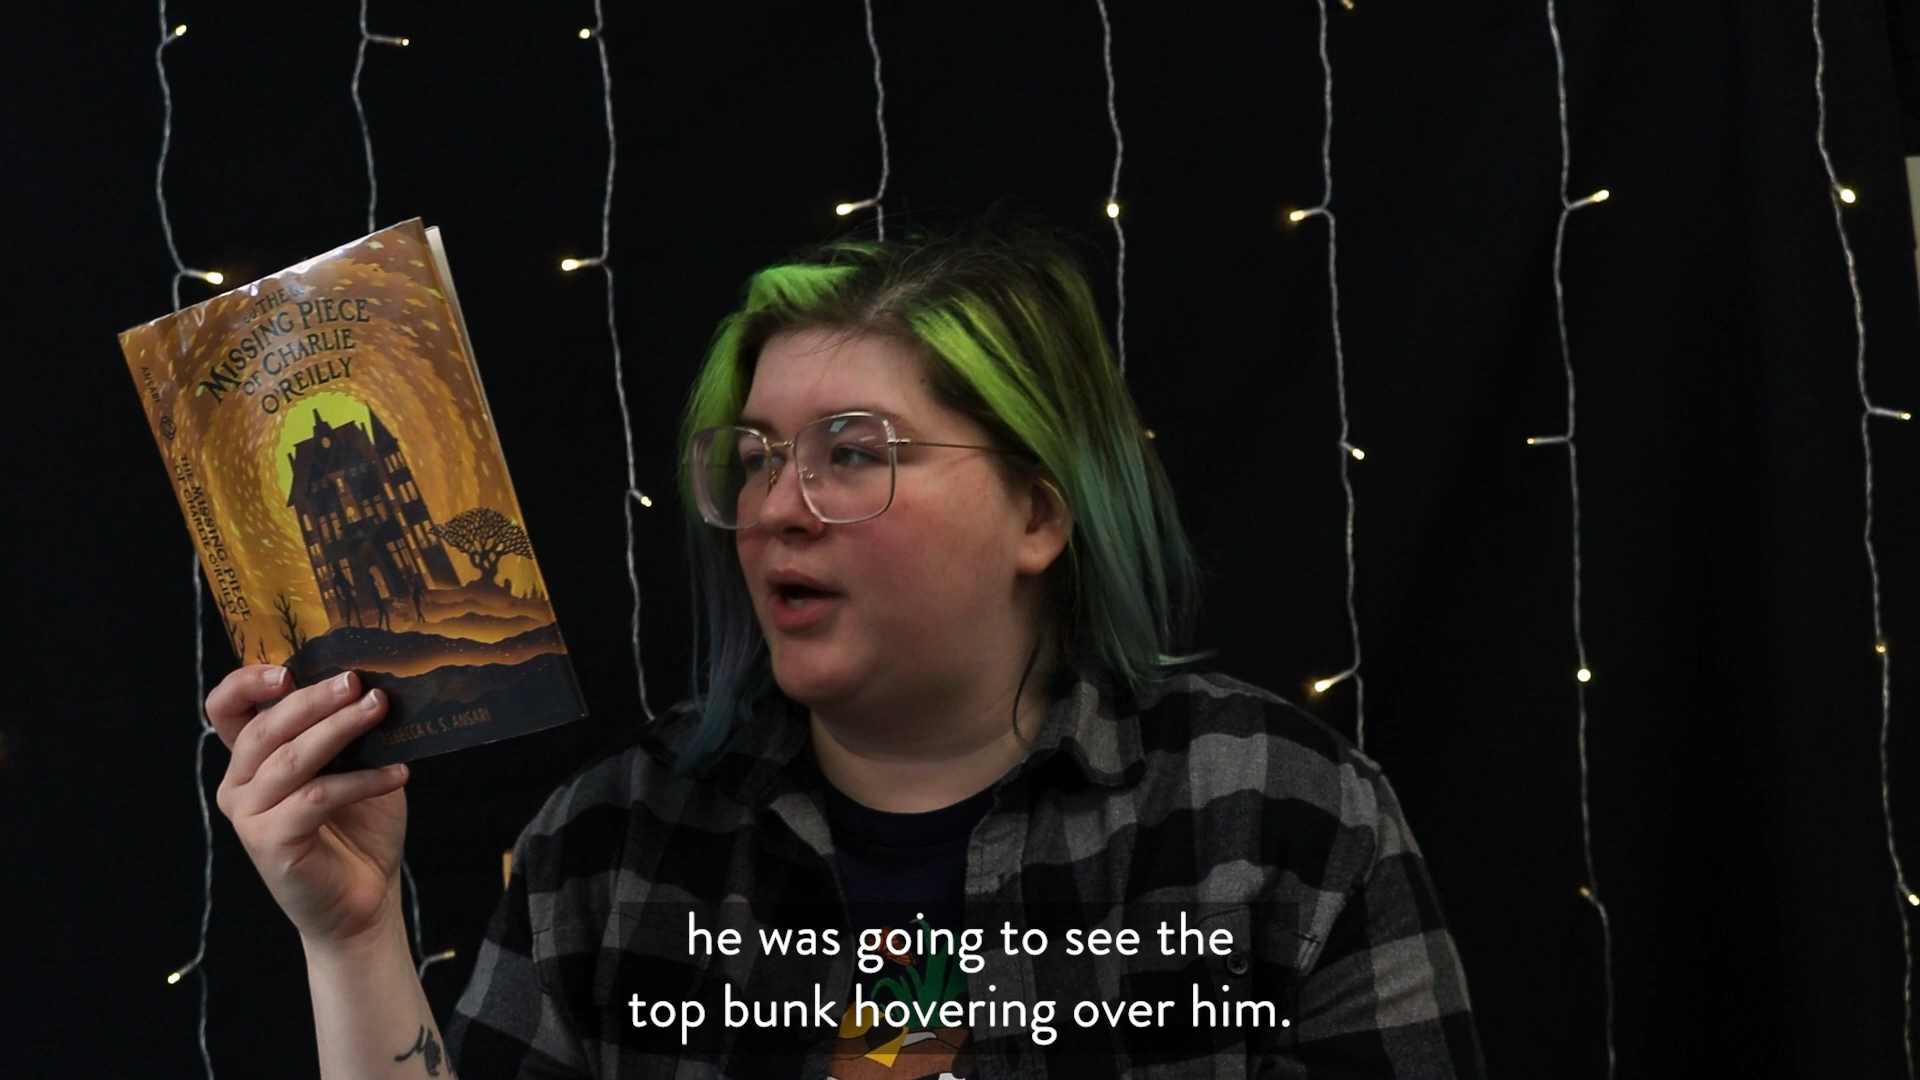 THE
MISSING PIECE
OF CHARLIE
O'REILLY
ANSARI
THE MISSING PIECE
OF CHARLIE O'REILLY
REBECCA K. S. ANSARI
he was going to see the
top bunk hovering over him.